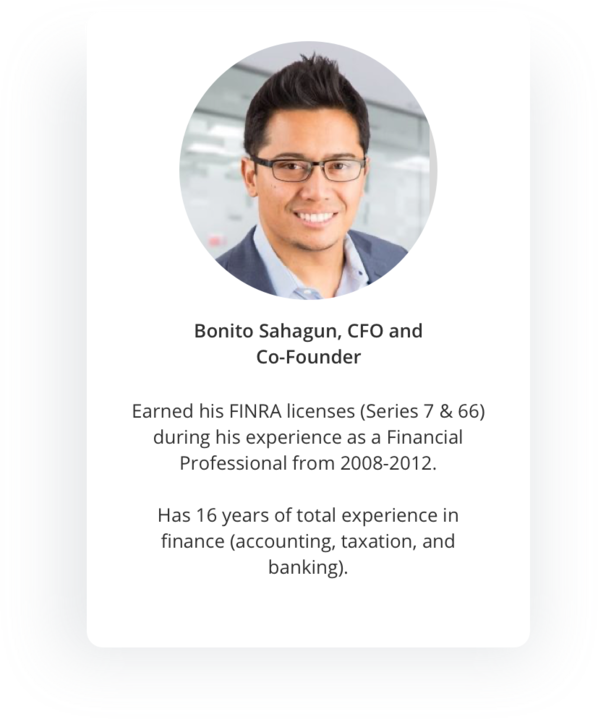 Bonito Sahagun, CFO and
Co-Founder
Earned his FINRA licenses (Series 7 & 66)
during his experience as a Financial
Professional from 2008-2012.
Has 16 years of total experience in
finance (accounting, taxation, and
banking).